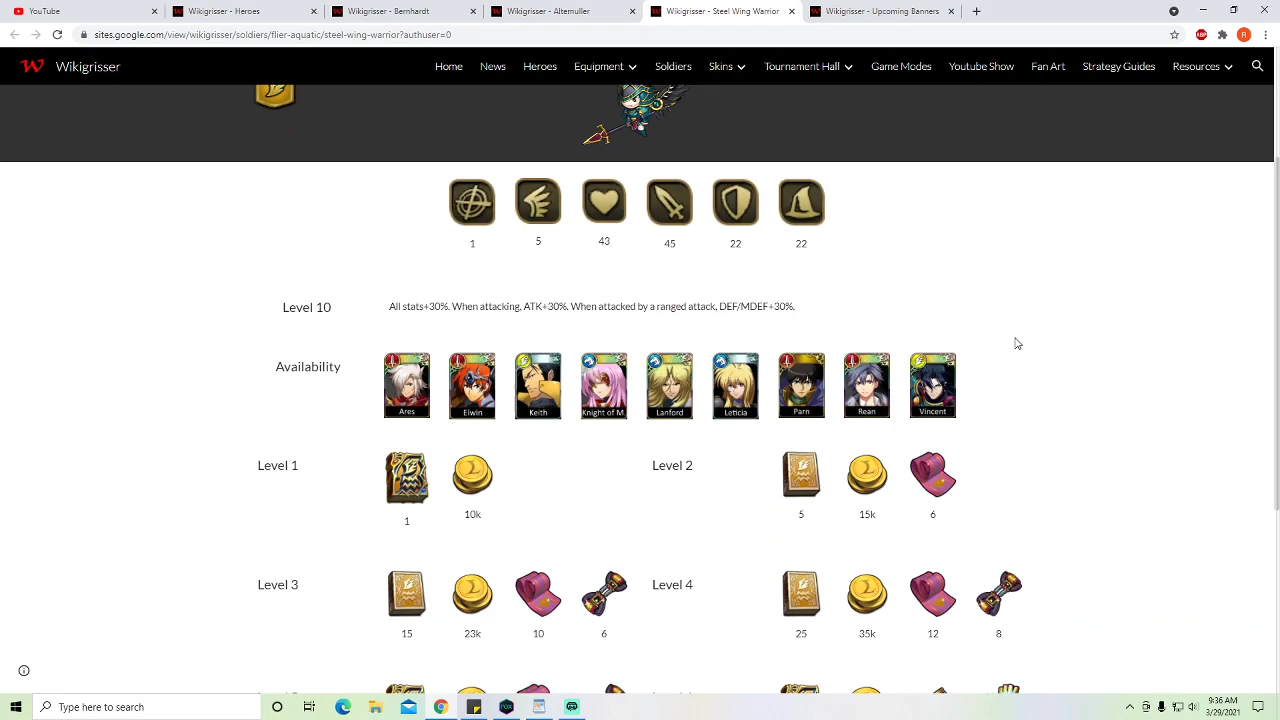 YouTube
Wikigrisser - Heroes
Wikigrisser - Bernhardt
Wikigrisser - Altemuller
Wikigrisser - Steel Wing Warrior
Wikigrisser - Upcoming Banners
sites.google.com/view/wikigrisser/soldiers/flier-aquatic/steel-wing-warrior?authuser=0
ABP
R
W Wikigrisser
Home News Heroes Equipment Soldiers Skins Tournament Hall Game Modes Youtube Show Fan Art Strategy Guides Resources
1 5 43 45 22 22
Level 10 All stats+30%. When attacking, ATK+30%. When attacked by a ranged attack, DEF/MDEF+30%.
Availability
Ares Elwin Keith Knight of M Lanford Leticia Parn Rean Vincent
Level 1 Level 2
1 10k 5 15k 6
Level 3 Level 4
15 23k 10 6 25 35k 12 8
Type here to search
9:36 AM
3/29/2021